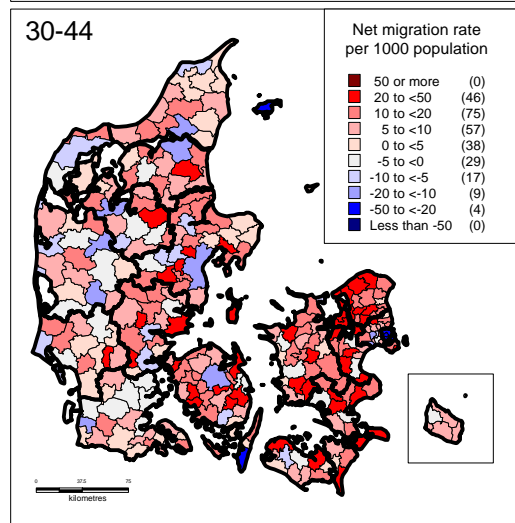 30-44
Net migration rate
per 1000 population
50 or more (0)
20 to <50 (46)
10 to <20 (75)
5 to <10 (57)
0 to <5 (38)
-5 to <0 (29)
-10 to <-5 (17)
-20 to <-10 (9)
-50 to <-20 (4)
Less than -50 (0)
0 37.5 75
kilometres